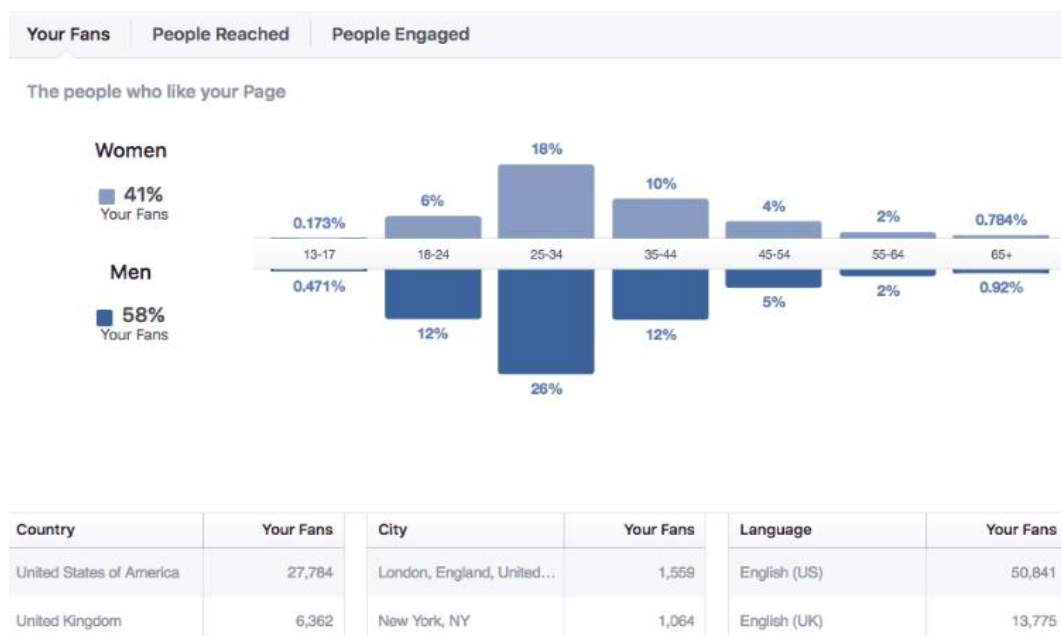 Your Fans People Reached People Engaged
The people who like your Page
Women
41%
Your Fans
0.173% 6% 18% 10% 4% 2% 0.784%
13-17 18-24 25-34 35-44 45-54 55-64 65+
Men
58%
Your Fans
0.471% 12% 26% 12% 5% 2% 0.92%
Country Your Fans City Your Fans Language Your Fans
United States of America 27,784 London, England, United... 1,559 English (US) 50,841
United Kingdom 6,362 New York, NY 1,064 English (UK) 13,775